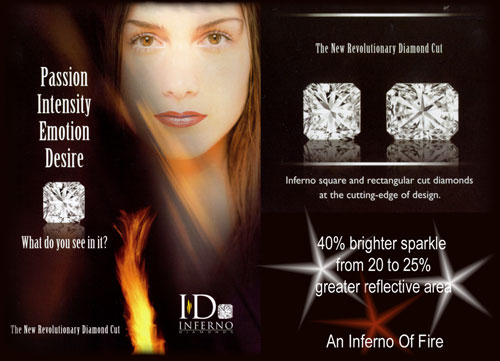 Passion
Intensity
Emotion
Desire
What do you see in it?
The New Revolutionary Diamond Cut
ID
INFERNO
DIAMONDS
The New Revolutionary Diamond Cut
Inferno square and rectangular cut diamonds
at the cutting-edge of design.
40% brighter sparkle
from 20 to 25%
greater reflective area
An Inferno Of Fire